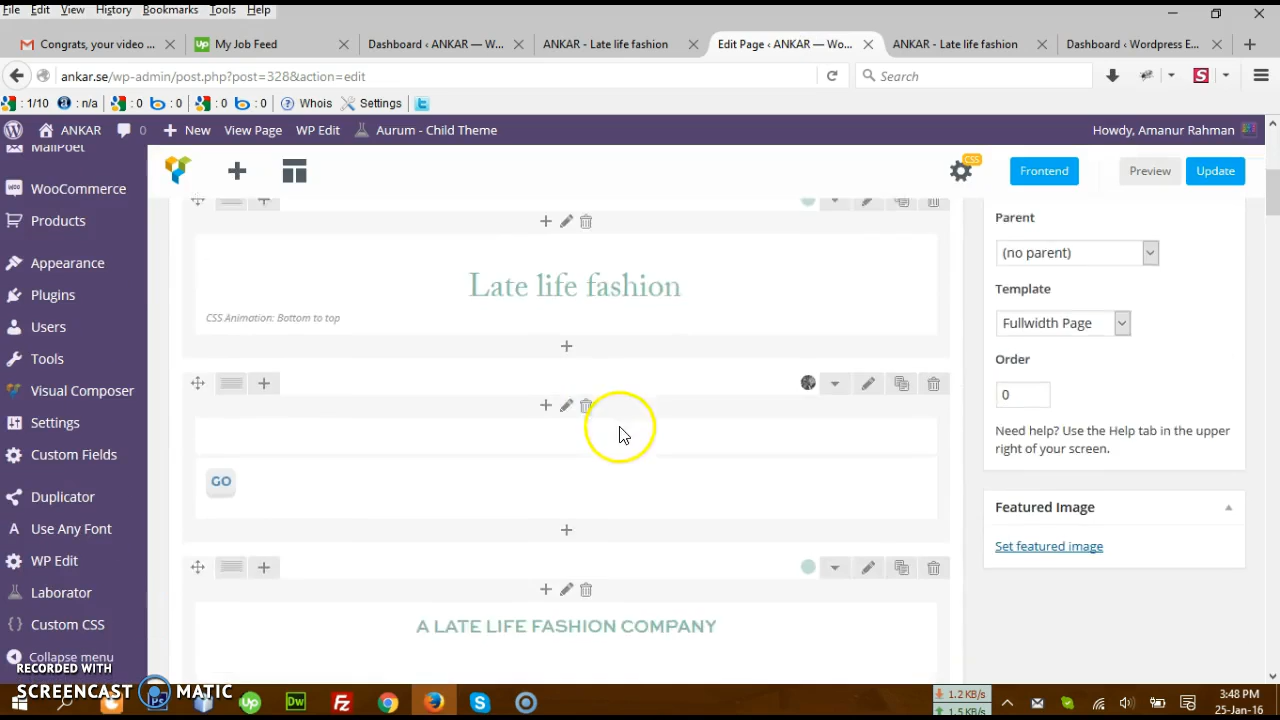 File Edit View History Bookmarks Tools Help
Congrats, your video ...
My Job Feed
Dashboard ‹ ANKAR — W...
ANKAR - Late life fashion
Edit Page ‹ ANKAR — Wo...
ANKAR - Late life fashion
Dashboard ‹ Wordpress E...
ankar.se/wp-admin/post.php?post=328&action=edit
Search
: 1/10 : n/a : 0 : 0 : 0 : 0 Whois Settings
ANKAR 0 New View Page WP Edit Aurum - Child Theme Howdy, Amanur Rahman
MailPoet
WooCommerce
Products
Appearance
Plugins
Users
Tools
Visual Composer
Settings
Custom Fields
Duplicator
Use Any Font
WP Edit
Laborator
Custom CSS
Collapse menu
CSS
Frontend Preview Update
Late life fashion
CSS Animation: Bottom to top
GO
A LATE LIFE FASHION COMPANY
Parent
(no parent)
Template
Fullwidth Page
Order
0
Need help? Use the Help tab in the upper
right of your screen.
Featured Image
Set featured image
RECORDED WITH
SCREENCAST MATIC
1.2 KB/s
1.5 KB/s
3:48 PM
25-Jan-16